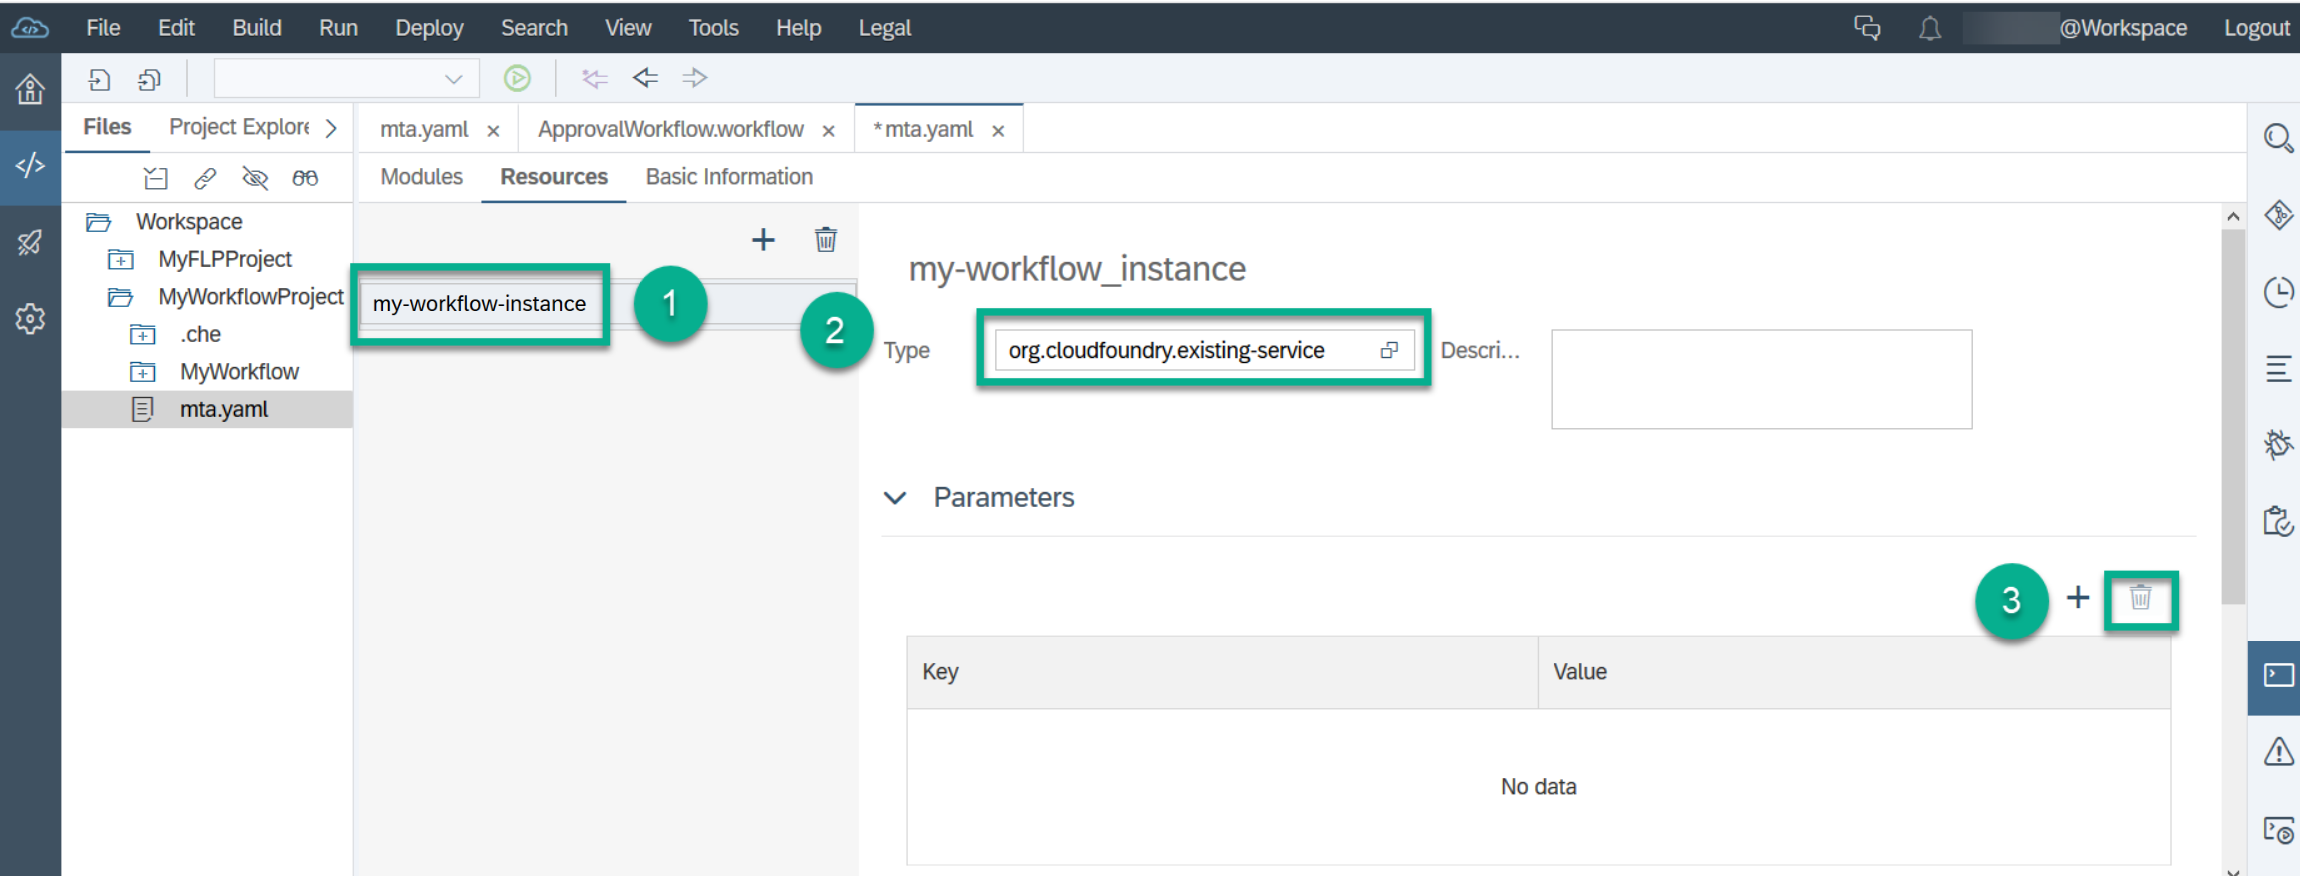 File Edit Build Run Deploy Search View Tools Help Legal @Workspace Logout
Files Project Explore
mta.yaml × ApprovalWorkflow.workflow × *mta.yaml ×
Modules Resources Basic Information
Workspace
MyFLPProject
MyWorkflowProject
.che
MyWorkflow
mta.yaml
my-workflow-instance 1
my-workflow_instance
2 Type org.cloudfoundry.existing-service Descri...
Parameters
3
Key Value
No data